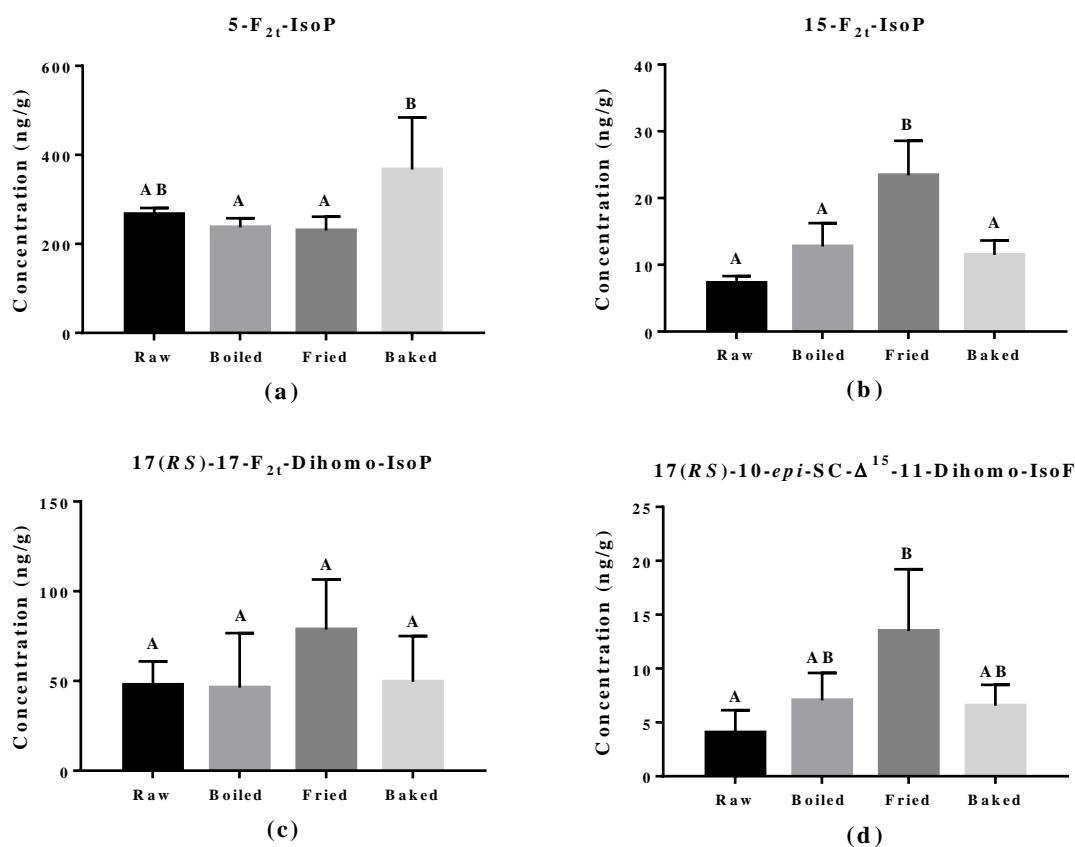 5-F₂ₜ-IsoP
Concentration (ng/g)
600
400
200
0
A B
A
A
B
Raw Boiled Fried Baked
(a)
15-F₂ₜ-IsoP
Concentration (ng/g)
40
30
20
10
0
A
A
B
A
Raw Boiled Fried Baked
(b)
17(RS)-17-F₂ₜ-Dihomo-IsoP
Concentration (ng/g)
150
100
50
0
A
A
A
A
Raw Boiled Fried Baked
(c)
17(RS)-10-epi-SC-Δ¹⁵-11-Dihomo-IsoF
Concentration (ng/g)
25
20
15
10
5
0
A
A B
B
A B
Raw Boiled Fried Baked
(d)